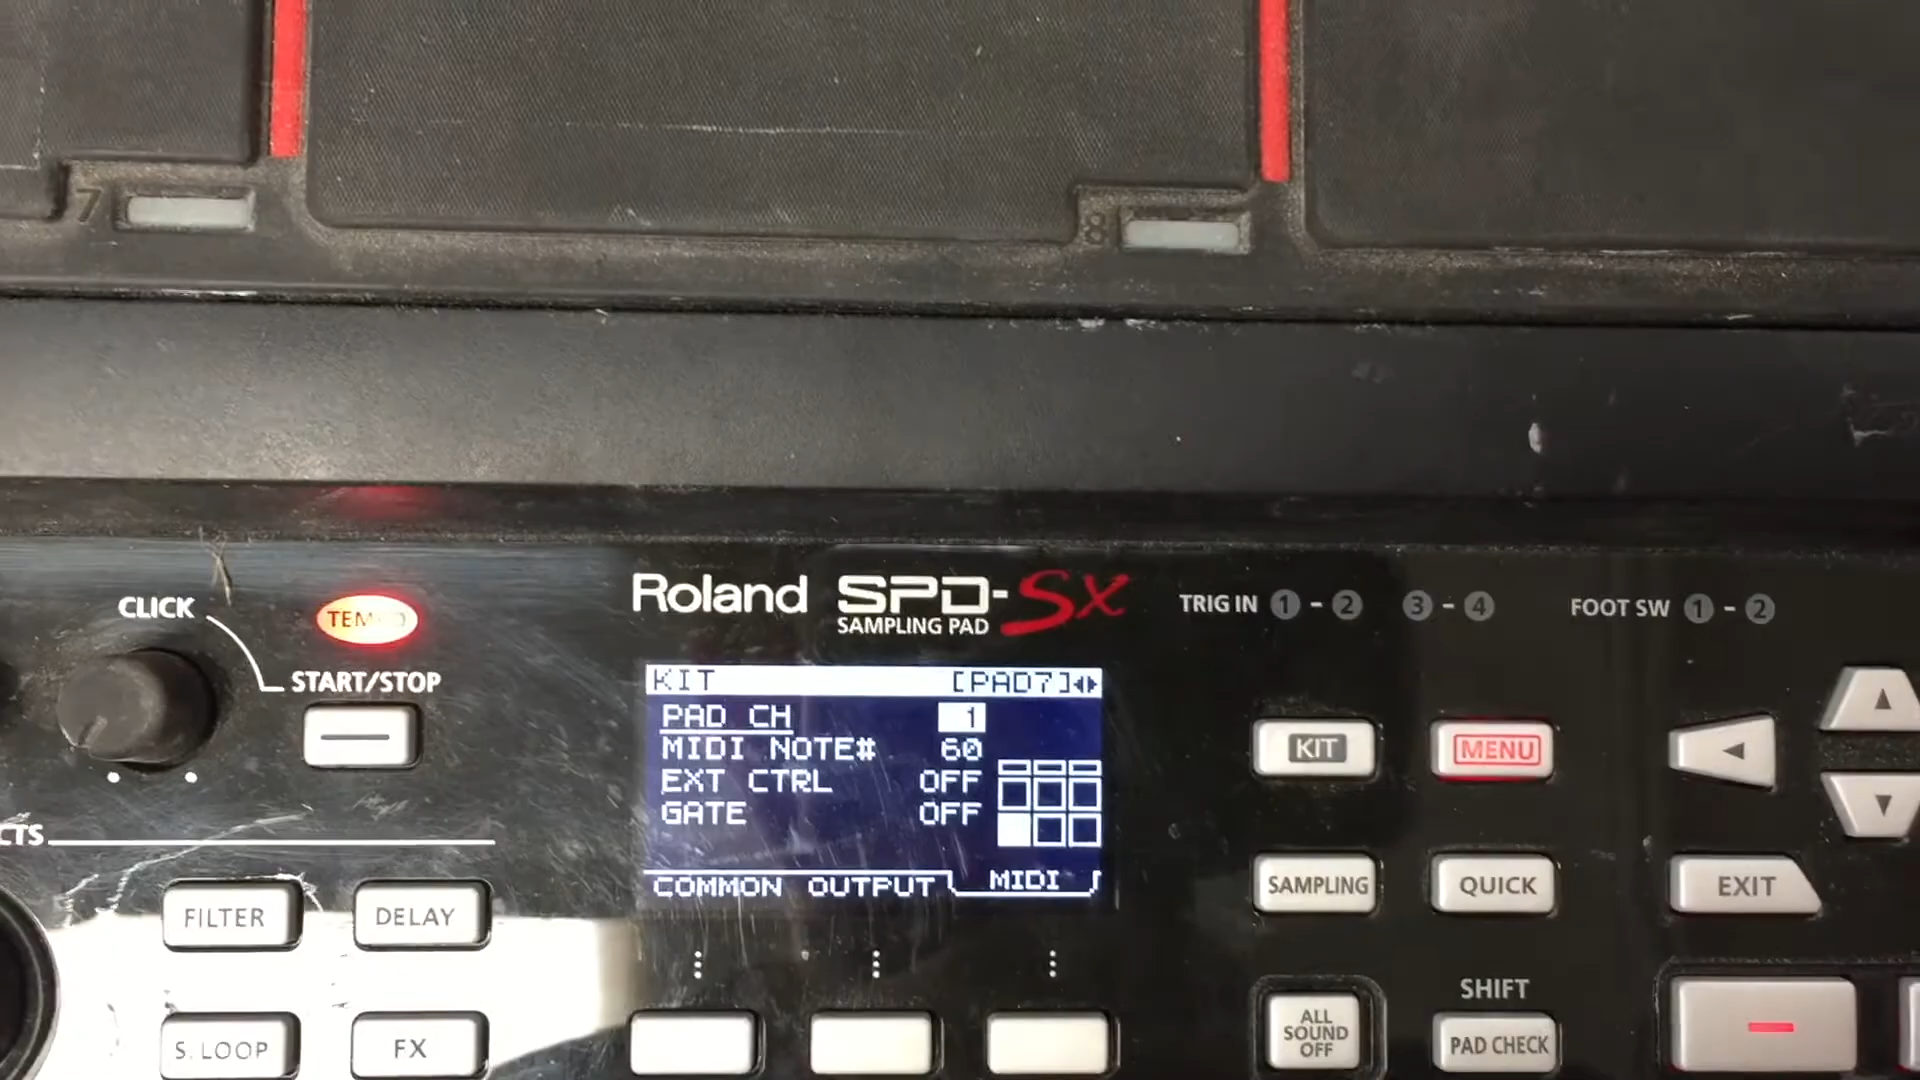 7
8
CLICK
TEMPO
START/STOP
Roland SPD-SX
SAMPLING PAD
TRIG IN 1 - 2 3 - 4
FOOT SW 1 - 2
KIT [PAD7]
PAD CH 1
MIDI NOTE# 60
EXT CTRL OFF
GATE OFF
COMMON OUTPUT MIDI
KIT
MENU
CTS
FILTER
DELAY
SAMPLING
QUICK
EXIT
S.LOOP
FX
ALL
SOUND
OFF
SHIFT
PAD CHECK